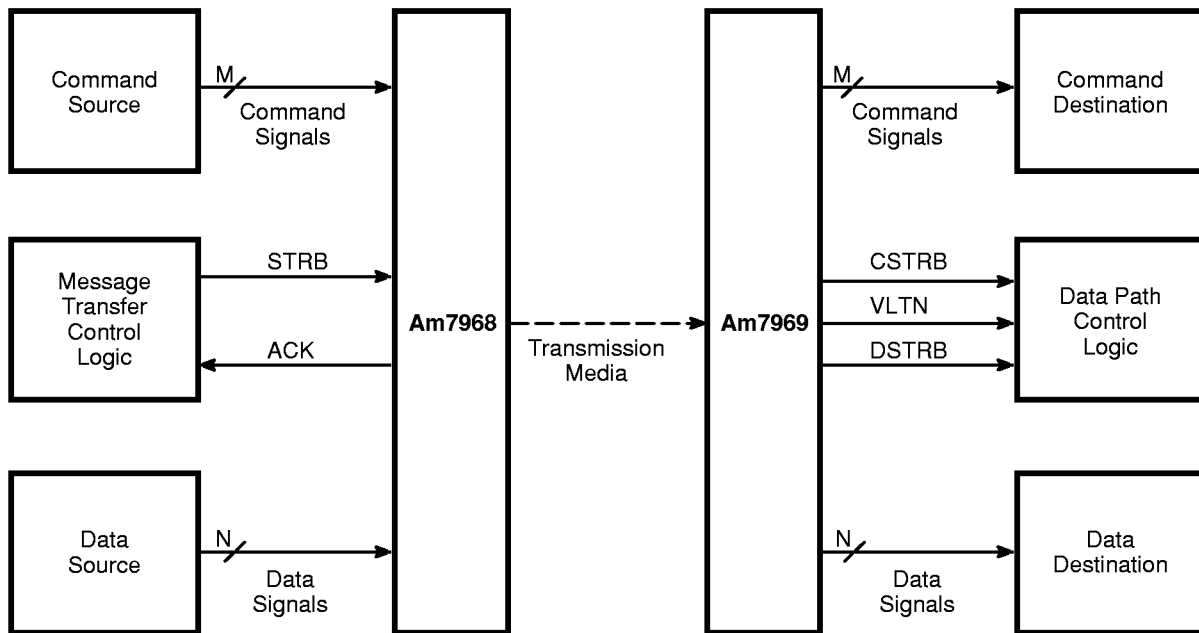 Command
Source
M
Command
Signals
Message
Transfer
Control
Logic
STRB
ACK
Data
Source
N
Data
Signals
Am7968
Transmission
Media
Am7969
M
Command
Signals
Command
Destination
CSTRB
VLTN
DSTRB
Data Path
Control
Logic
N
Data
Signals
Data
Destination